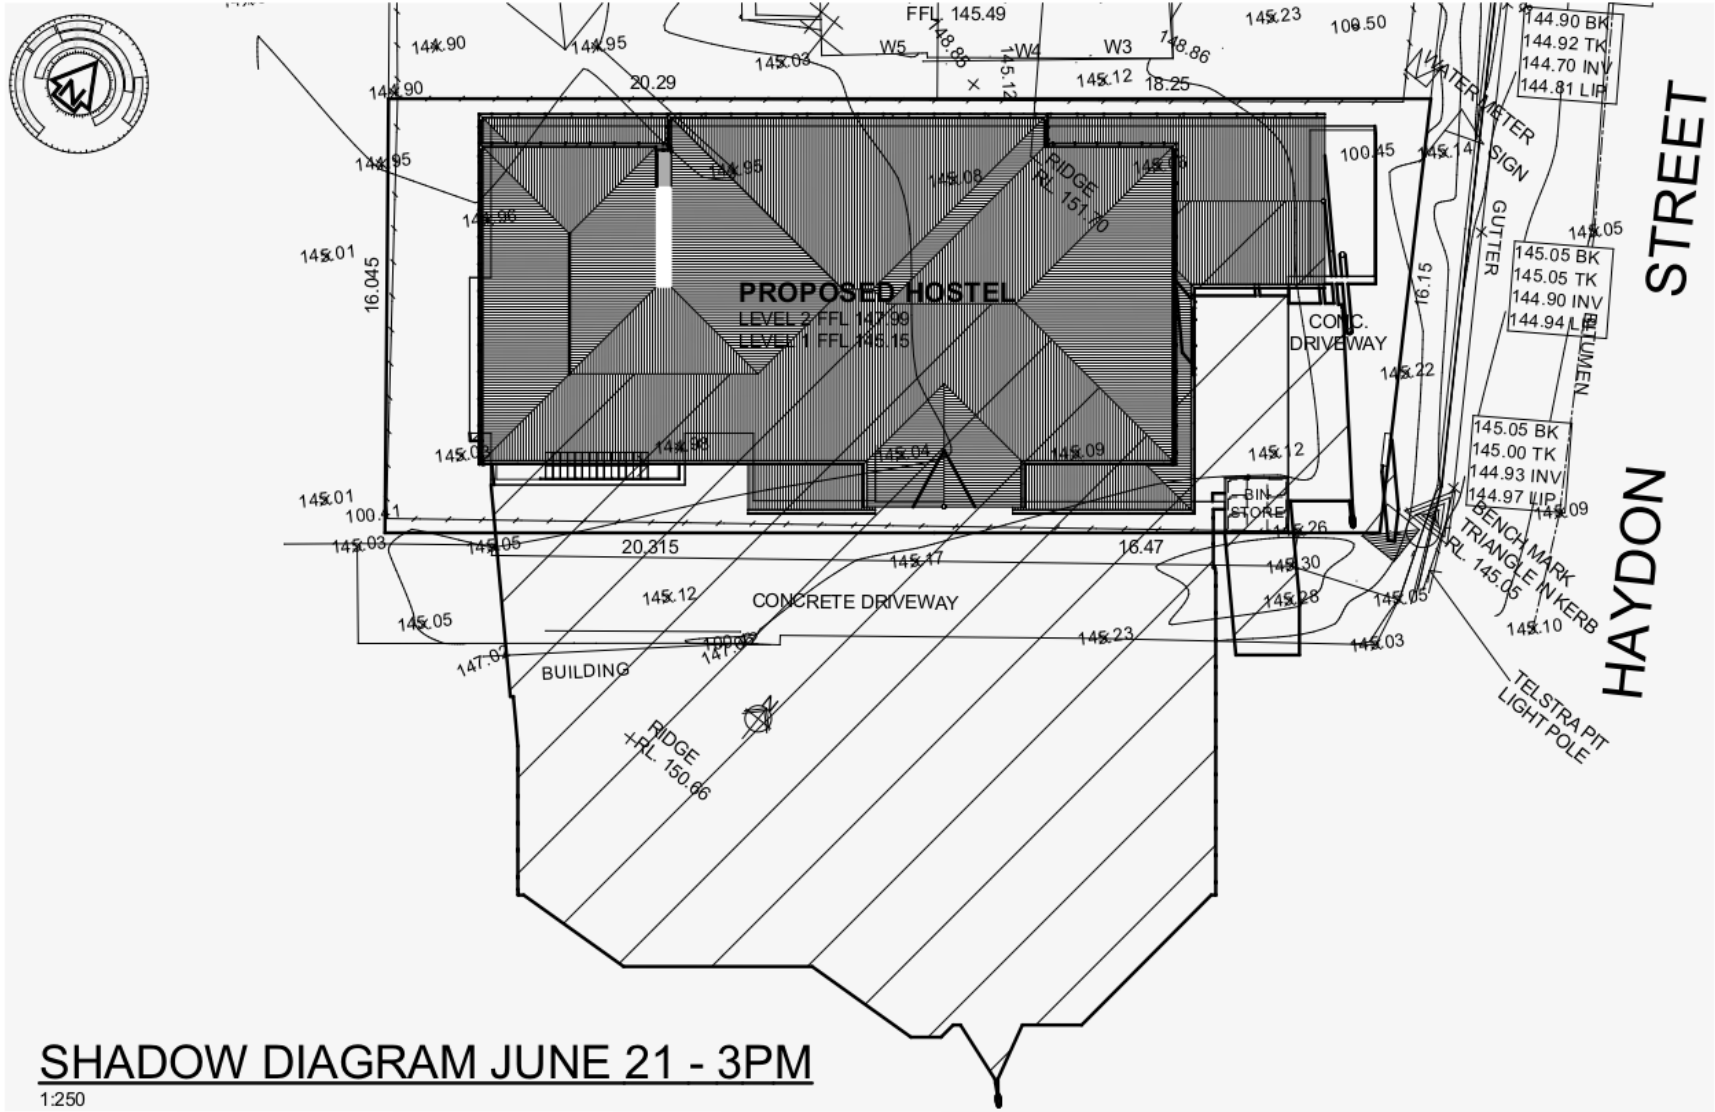 FFL 145.49
145.23
100.50
144.90 BK
144.92 TK
144.70 INV
144.81 LIP
144.90
144.95
W5
W4
W3
148.86
148.86
145.03
145.12
145.12
18.25
20.29
144.90
WATER METER
SIGN
STREET
144.95
144.95
145.08
RIDGE
RL. 151.70
145.06
100.45
145.14
144.96
GUTTER
145.05
145.01
145.05 BK
145.05 TK
144.90 INV
144.94 LIP
16.045
16.15
PROPOSED HOSTEL
LEVEL 2 FFL 147.99
LEVEL 1 FFL 145.15
CONC.
DRIVEWAY
BITUMEN
145.22
145.05 BK
145.00 TK
144.93 INV
144.97 LIP
145.03
144.98
145.04
145.09
145.12
145.01
100.41
BIN
STORE
145.26
145.09
BENCH MARK
TRIANGLE IN KERB
RL. 145.05
HAYDON
145.03
145.05
20.315
145.17
16.47
145.30
145.12
CONCRETE DRIVEWAY
145.28
145.05
145.05
145.23
145.03
145.10
147.02
BUILDING
RIDGE
RL. 150.66
TELSTRA PIT
LIGHT POLE
SHADOW DIAGRAM JUNE 21 - 3PM
1:250